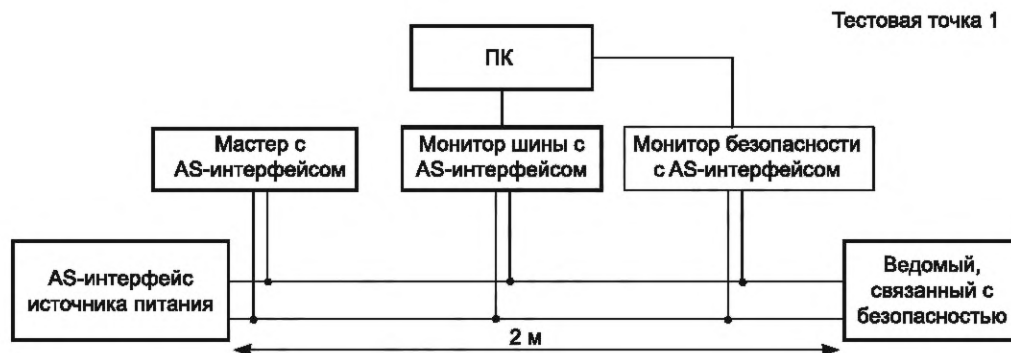 Тестовая точка 1
ПК
Мастер с
AS-интерфейсом
Монитор шины с
AS-интерфейсом
Монитор безопасности
с AS-интерфейсом
AS-интерфейс
источника питания
Ведомый,
связанный с
безопасностью
2 м